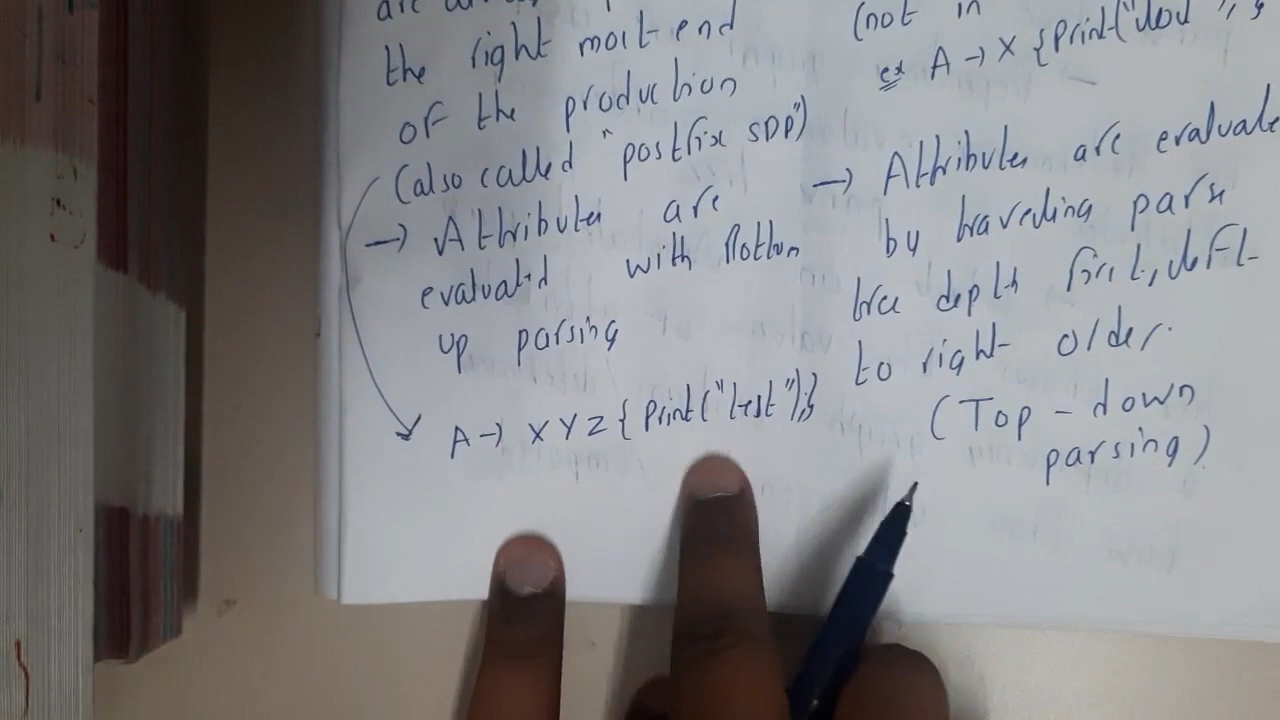 the right most end
of the production
(also called "postfix SDD")
→ Attributes are
evaluated with Bottom
up parsing
A → X Y Z { print("test");}
(not in
ex A → X {print(
→ Attributes are evaluate
by traveling parse
tree depth first, left
to right order.
(Top - down
parsing)